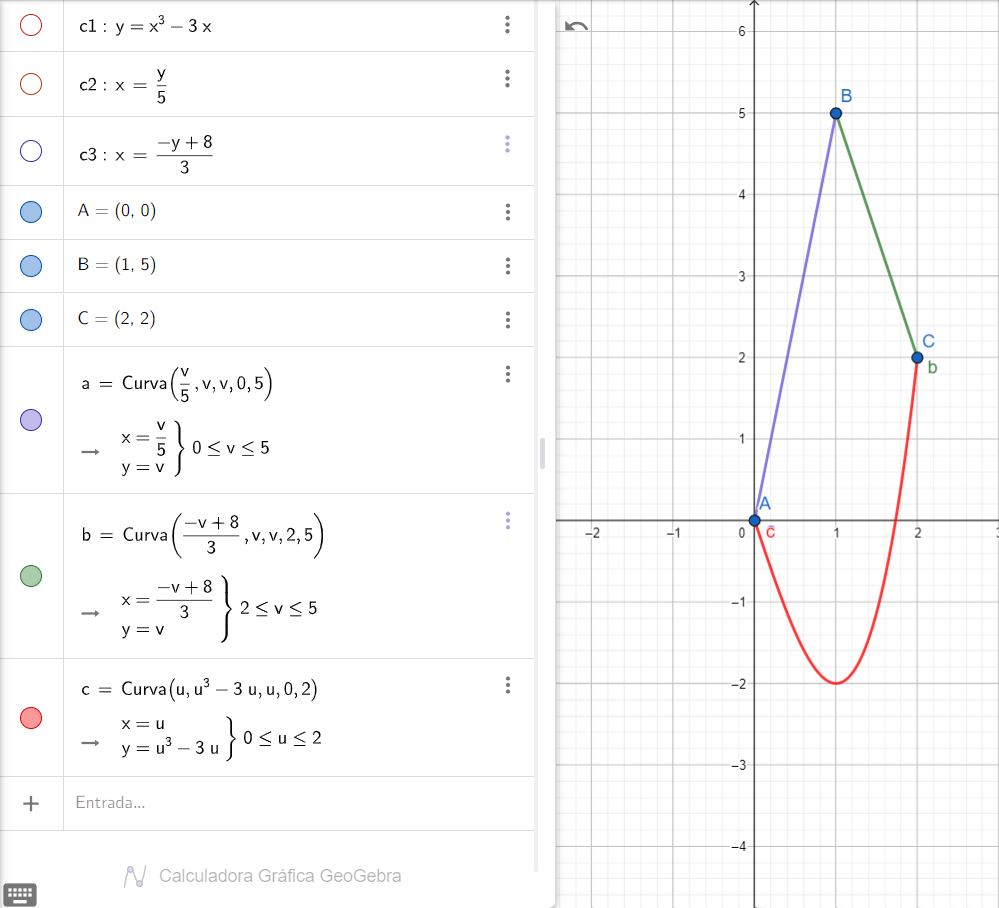 c1 : y = x³ − 3 x
c2 : x = y/5
c3 : x = (−y + 8)/3
A = (0, 0)
B = (1, 5)
C = (2, 2)
a = Curva(v/5, v, v, 0, 5)
→ x = v/5
y = v } 0 ≤ v ≤ 5
b = Curva((−v + 8)/3, v, v, 2, 5)
→ x = (−v + 8)/3
y = v } 2 ≤ v ≤ 5
c = Curva(u, u³ − 3 u, u, 0, 2)
→ x = u
y = u³ − 3 u } 0 ≤ u ≤ 2
+ Entrada...
Calculadora Gráfica GeoGebra
6
B
5
4
3
C
2
b
1
A
−2 −1 0 c 1 2
−1
−2
−3
−4